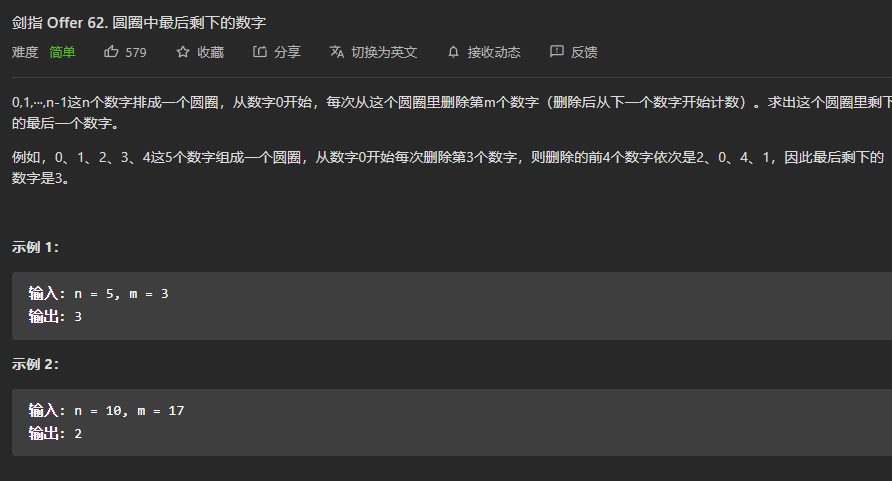 剑指 Offer 62. 圆圈中最后剩下的数字
难度 简单 579 收藏 分享 切换为英文 接收动态 反馈
0,1,···,n-1这n个数字排成一个圆圈，从数字0开始，每次从这个圆圈里删除第m个数字（删除后从下一个数字开始计数）。求出这个圆圈里剩下
的最后一个数字。
例如，0、1、2、3、4这5个数字组成一个圆圈，从数字0开始每次删除第3个数字，则删除的前4个数字依次是2、0、4、1，因此最后剩下的
数字是3。
示例 1：
输入: n = 5, m = 3
输出: 3
示例 2：
输入: n = 10, m = 17
输出: 2